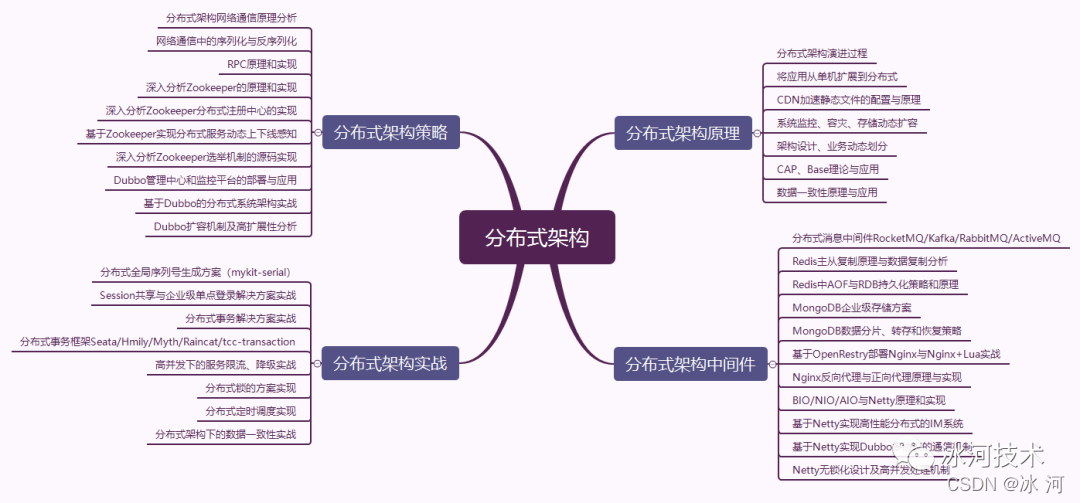 分布式架构
分布式架构策略
分布式架构网络通信原理分析
网络通信中的序列化与反序列化
RPC原理和实现
深入分析Zookeeper的原理和实现
深入分析Zookeeper分布式注册中心的实现
基于Zookeeper实现分布式服务动态上下线感知
深入分析Zookeeper选举机制的源码实现
Dubbo管理中心和监控平台的部署与应用
基于Dubbo的分布式系统架构实战
Dubbo扩容机制及高扩展性分析
分布式架构实战
分布式全局序列号生成方案（mykit-serial）
Session共享与企业级单点登录解决方案实战
分布式事务解决方案实战
分布式事务框架Seata/Hmily/Myth/Raincat/tcc-transaction
高并发下的服务限流、降级实战
分布式锁的方案实现
分布式定时调度实现
分布式架构下的数据一致性实战
分布式架构原理
分布式架构演进过程
将应用从单机扩展到分布式
CDN加速静态文件的配置与原理
系统监控、容灾、存储动态扩容
架构设计、业务动态划分
CAP、Base理论与应用
数据一致性原理与应用
分布式架构中间件
分布式消息中间件RocketMQ/Kafka/RabbitMQ/ActiveMQ
Redis主从复制原理与数据复制分析
Redis中AOF与RDB持久化策略和原理
MongoDB企业级存储方案
MongoDB数据分片、转存和恢复策略
基于OpenRestry部署Nginx与Nginx+Lua实战
Nginx反向代理与正向代理原理与实现
BIO/NIO/AIO与Netty原理和实现
基于Netty实现高性能分布式的IM系统
基于Netty实现Dubbo的通信机制
Netty无锁化设计及高并发处理机制
冰河技术
CSDN @冰 河